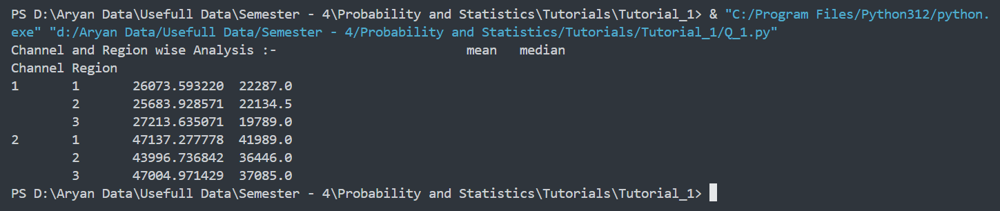 PS D:\Aryan Data\Usefull Data\Semester - 4\Probability and Statistics\Tutorials\Tutorial_1> & "C:/Program Files/Python312/python.
exe" "d:/Aryan Data/Usefull Data/Semester - 4/Probability and Statistics/Tutorials/Tutorial_1/Q_1.py"
Channel and Region wise Analysis :-                         mean   median
Channel Region
1       1       26073.593220  22287.0
        2       25683.928571  22134.5
        3       27213.635071  19789.0
2       1       47137.277778  41989.0
        2       43996.736842  36446.0
        3       47004.971429  37085.0
PS D:\Aryan Data\Usefull Data\Semester - 4\Probability and Statistics\Tutorials\Tutorial_1>